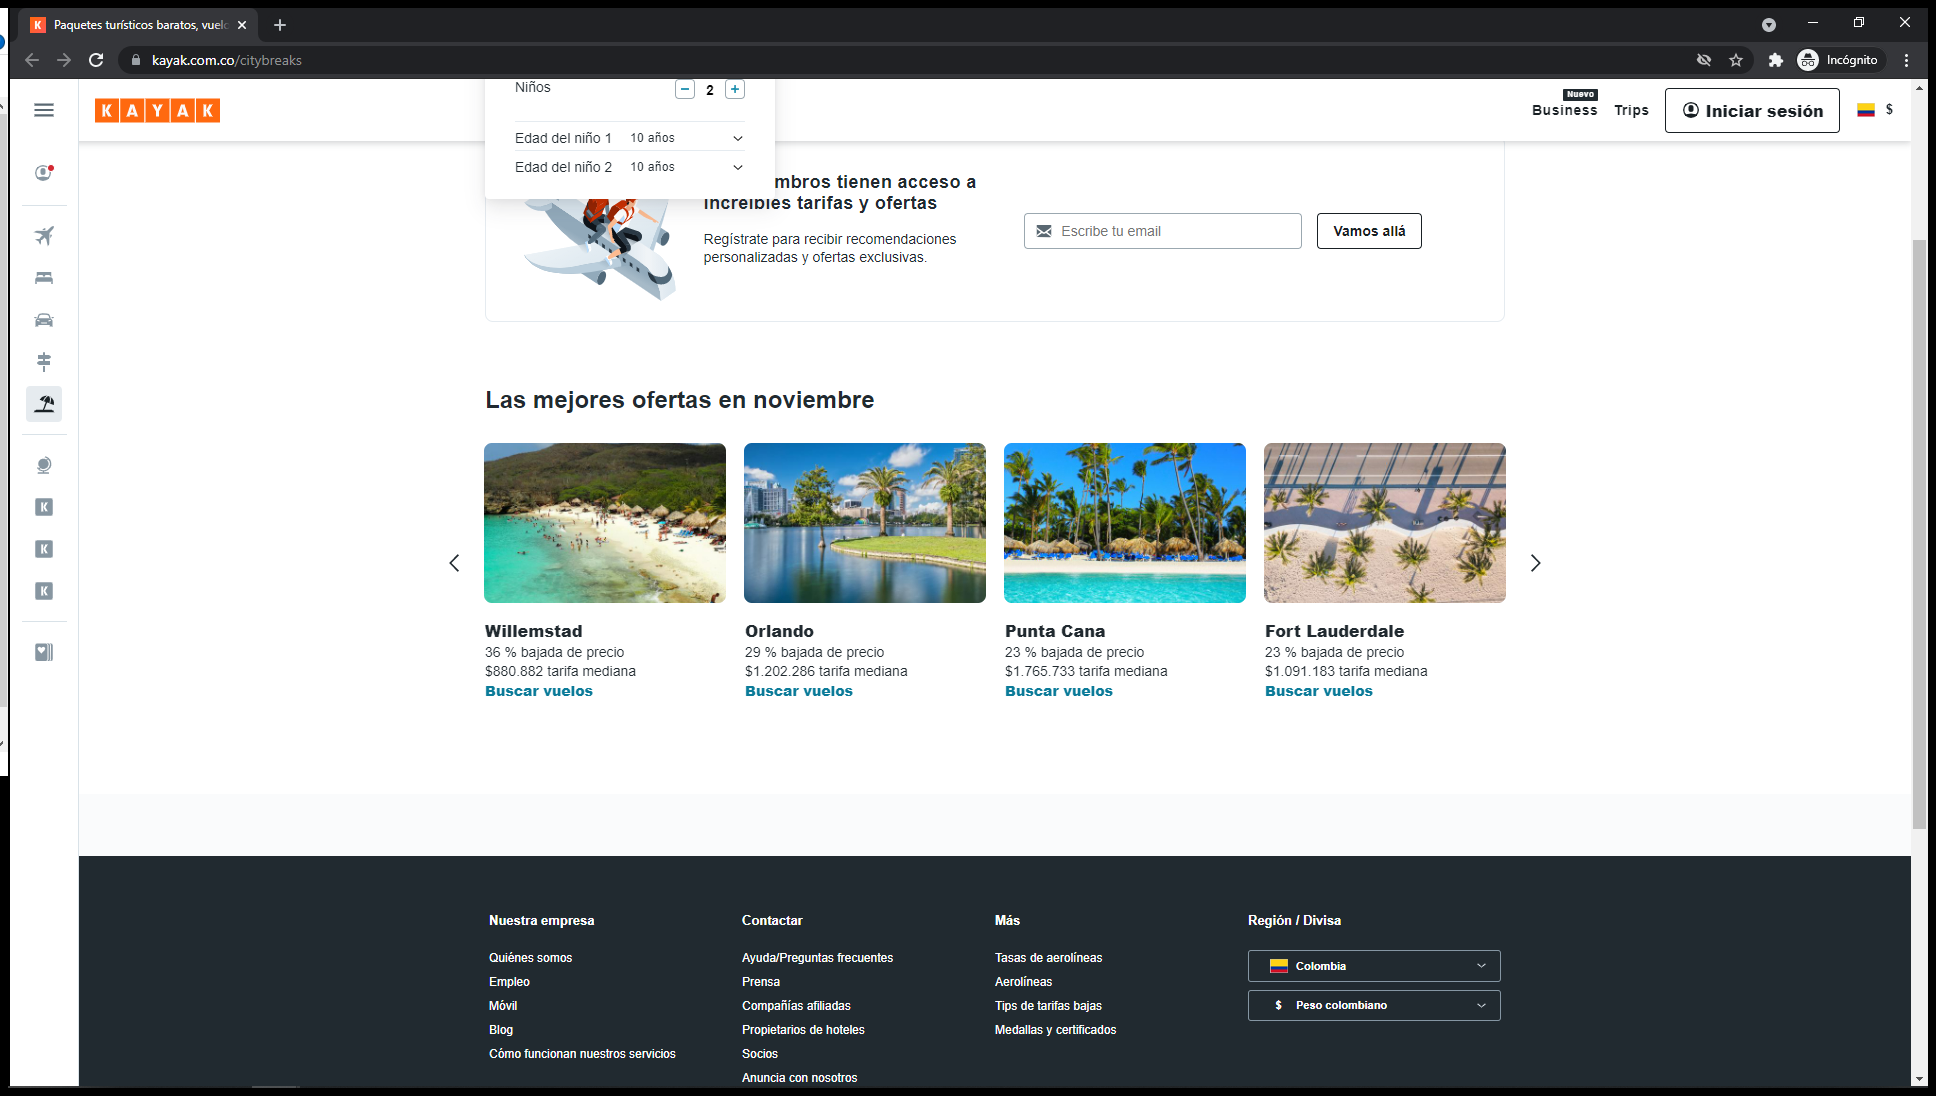 Paquetes turísticos baratos, vuel
kayak.com.co/citybreaks
Incógnito
KAYAK
Niños
2
Nuevo
Business
Trips
Iniciar sesión
$
Edad del niño 1
10 años
Edad del niño 2
10 años
mbros tienen acceso a
increíbles tarifas y ofertas
Regístrate para recibir recomendaciones
personalizadas y ofertas exclusivas.
Escribe tu email
Vamos allá
Las mejores ofertas en noviembre
Willemstad
36 % bajada de precio
$880.882 tarifa mediana
Buscar vuelos
Orlando
29 % bajada de precio
$1.202.286 tarifa mediana
Buscar vuelos
Punta Cana
23 % bajada de precio
$1.765.733 tarifa mediana
Buscar vuelos
Fort Lauderdale
23 % bajada de precio
$1.091.183 tarifa mediana
Buscar vuelos
K
K
K
Nuestra empresa
Quiénes somos
Empleo
Móvil
Blog
Cómo funcionan nuestros servicios
Contactar
Ayuda/Preguntas frecuentes
Prensa
Compañías afiliadas
Propietarios de hoteles
Socios
Anuncia con nosotros
Más
Tasas de aerolíneas
Aerolíneas
Tips de tarifas bajas
Medallas y certificados
Región / Divisa
Colombia
$ Peso colombiano